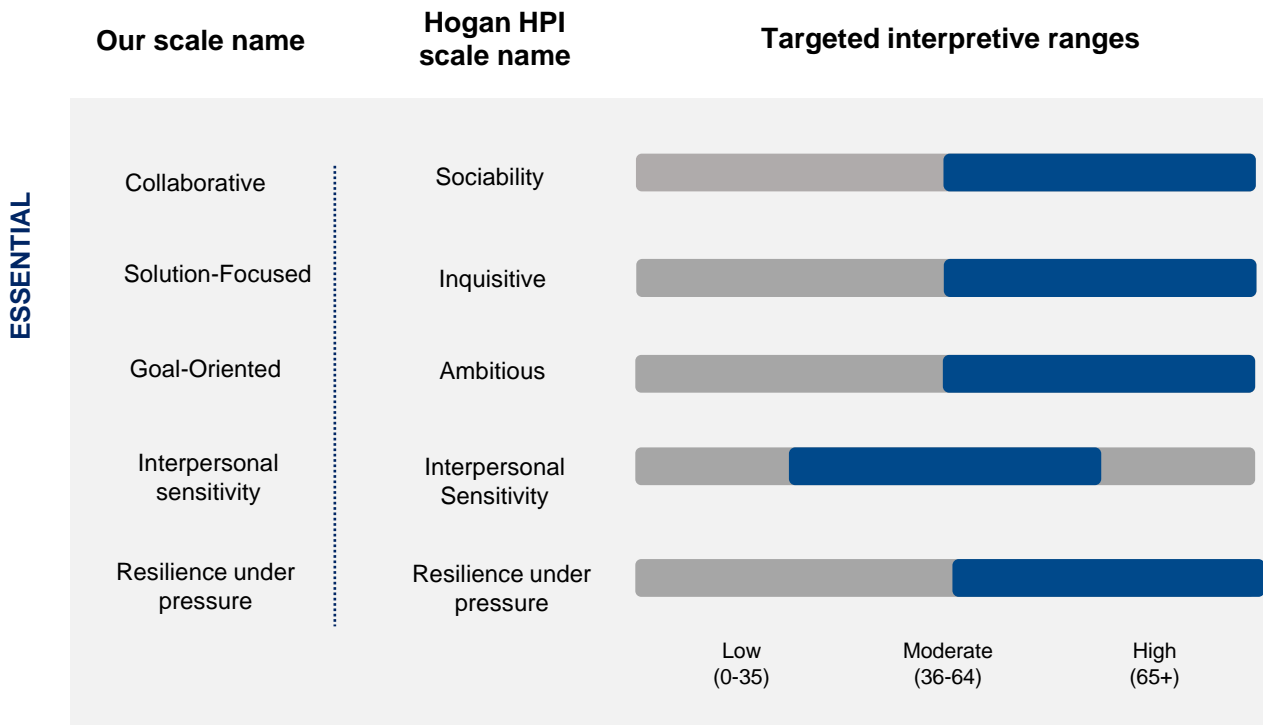 Our scale name
Hogan HPI
scale name
Targeted interpretive ranges
ESSENTIAL
Collaborative
Sociability
Solution-Focused
Inquisitive
Goal-Oriented
Ambitious
Interpersonal
sensitivity
Interpersonal
Sensitivity
Resilience under
pressure
Resilience under
pressure
Low
(0-35)
Moderate
(36-64)
High
(65+)